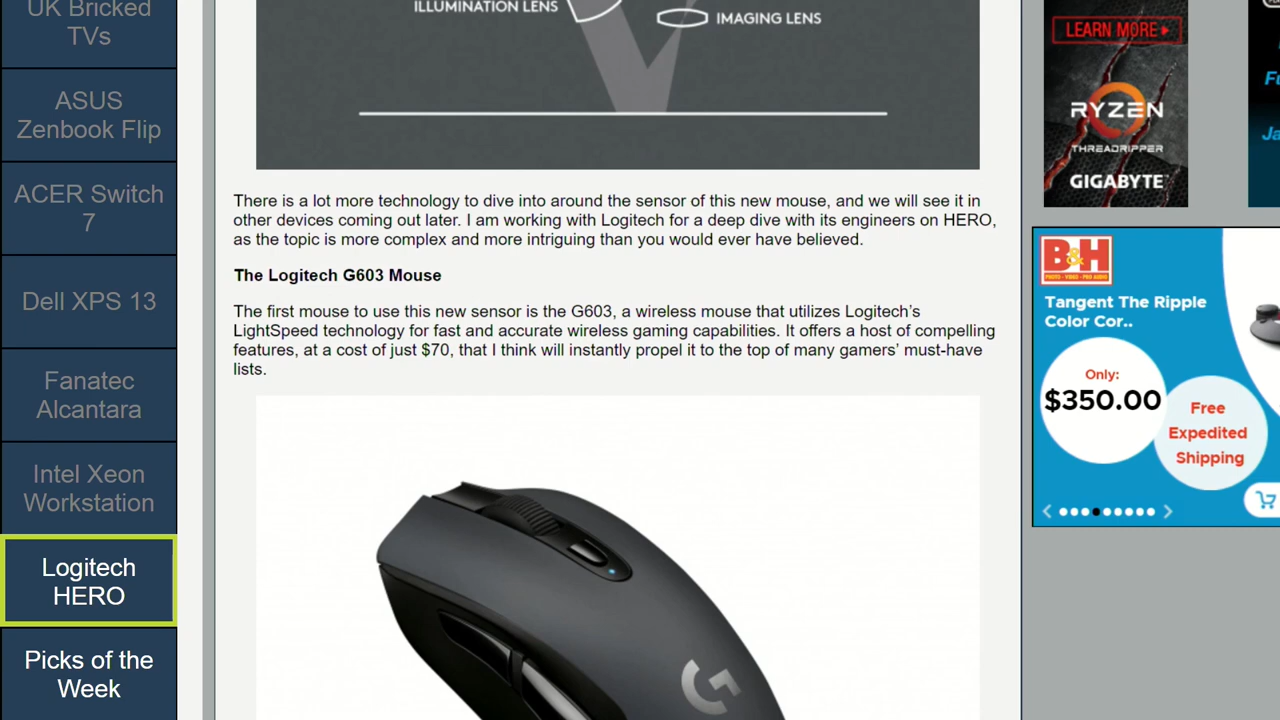 UK Bricked
TVs
ASUS
Zenbook Flip
ACER Switch
7
Dell XPS 13
Fanatec
Alcantara
Intel Xeon
Workstation
Logitech
HERO
Picks of the
Week
ILLUMINATION LENS
IMAGING LENS
There is a lot more technology to dive into around the sensor of this new mouse, and we will see it in
other devices coming out later. I am working with Logitech for a deep dive with its engineers on HERO,
as the topic is more complex and more intriguing than you would ever have believed.
The Logitech G603 Mouse
The first mouse to use this new sensor is the G603, a wireless mouse that utilizes Logitech’s
LightSpeed technology for fast and accurate wireless gaming capabilities. It offers a host of compelling
features, at a cost of just $70, that I think will instantly propel it to the top of many gamers’ must-have
lists.
LEARN MORE
RYZEN
THREADRIPPER
GIGABYTE™
B&H
PHOTO - VIDEO - PRO AUDIO
Tangent The Ripple
Color Cor..
Only:
$350.00
Free
Expedited
Shipping